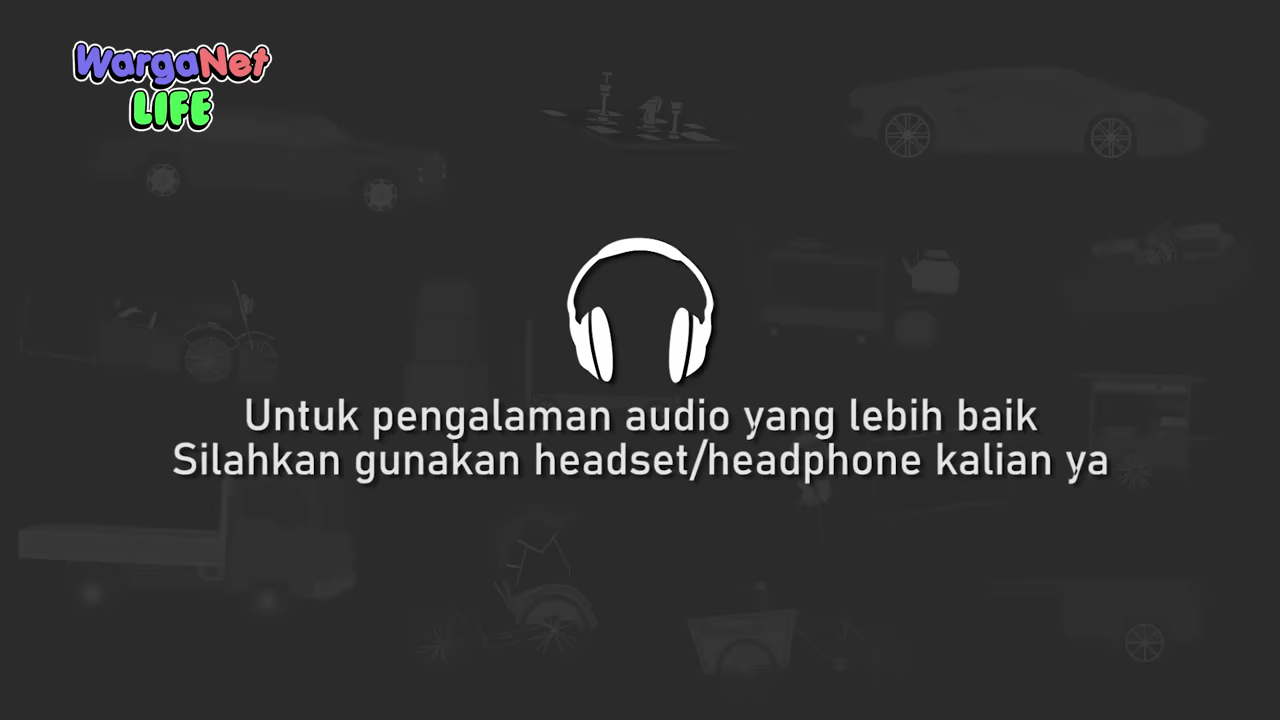 WargaNet
LIFE
Untuk pengalaman audio yang lebih baik
Silahkan gunakan headset/headphone kalian ya